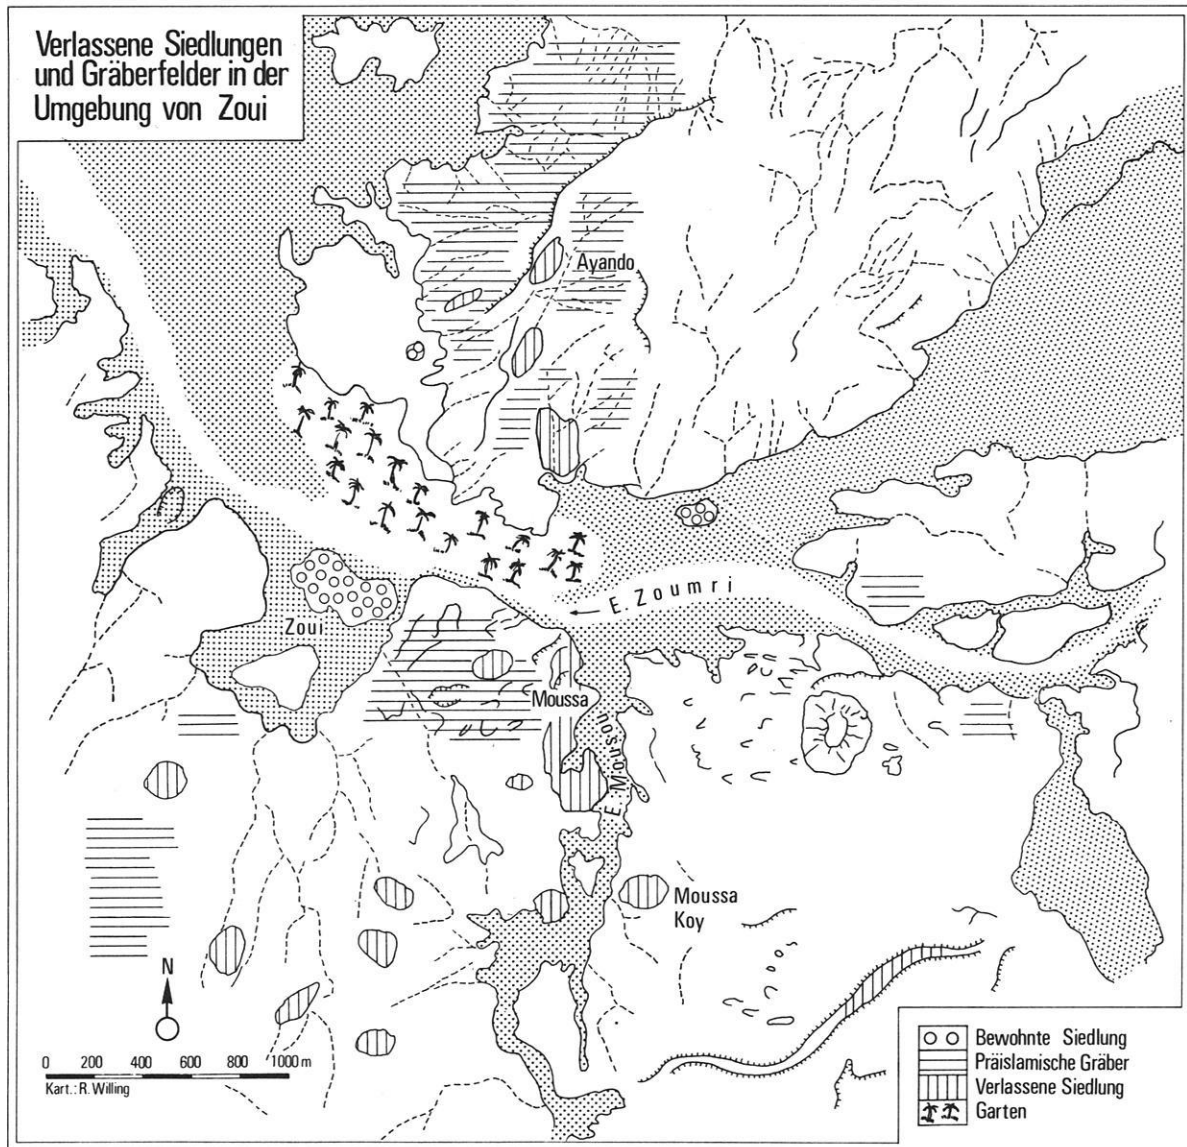 Verlassene Siedlungen
und Gräberfelder in der
Umgebung von Zoui
Ayando
E. Zoumri
Zoui
Moussa
E. Mousnou
Moussa
Koy
N
0 200 400 600 800 1000 m
Kart.: R. Willing
Bewohnte Siedlung
Präislamische Gräber
Verlassene Siedlung
Garten